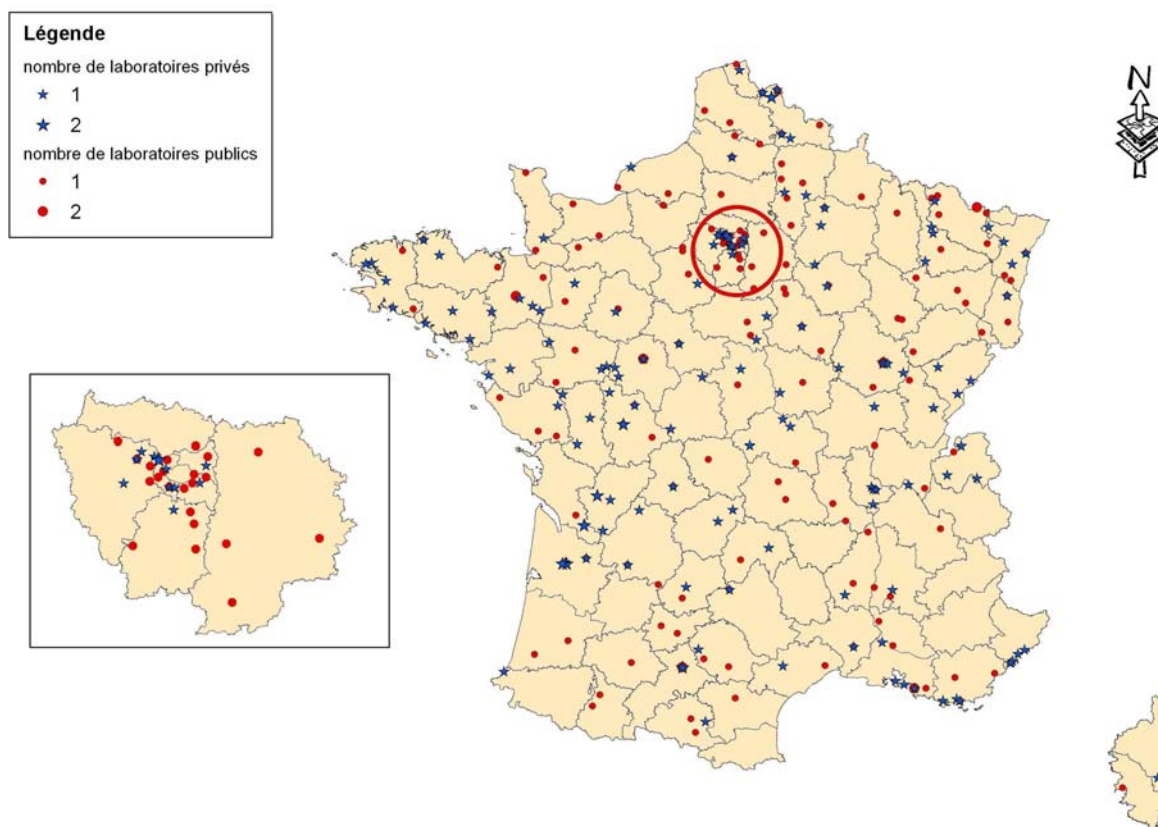 Légende
nombre de laboratoires privés
1
2
nombre de laboratoires publics
1
2
N